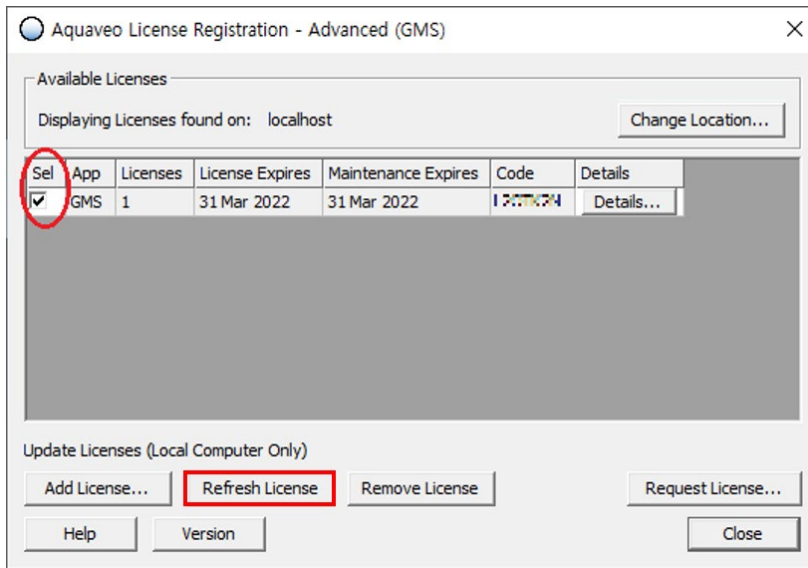 Aquaveo License Registration - Advanced (GMS)
Available Licenses
Displaying Licenses found on: localhost
Change Location...
Sel App Licenses License Expires Maintenance Expires Code Details
GMS 1 31 Mar 2022 31 Mar 2022 Details...
Update Licenses (Local Computer Only)
Add License... Refresh License Remove License Request License...
Help Version Close